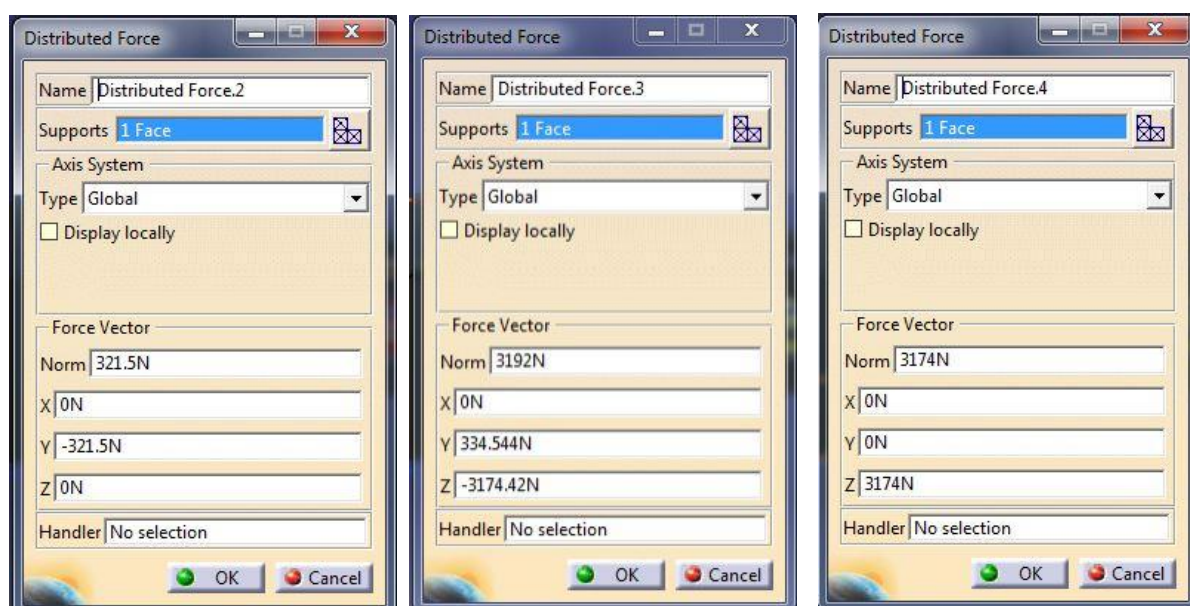 Distributed Force
Name Distributed Force.2
Supports 1 Face
Axis System
Type Global
Display locally
Force Vector
Norm 321.5N
X 0N
Y -321.5N
Z 0N
Handler No selection
OK Cancel
Distributed Force
Name Distributed Force.3
Supports 1 Face
Axis System
Type Global
Display locally
Force Vector
Norm 3192N
X 0N
Y 334.544N
Z -3174.42N
Handler No selection
OK Cancel
Distributed Force
Name Distributed Force.4
Supports 1 Face
Axis System
Type Global
Display locally
Force Vector
Norm 3174N
X 0N
Y 0N
Z 3174N
Handler No selection
OK Cancel